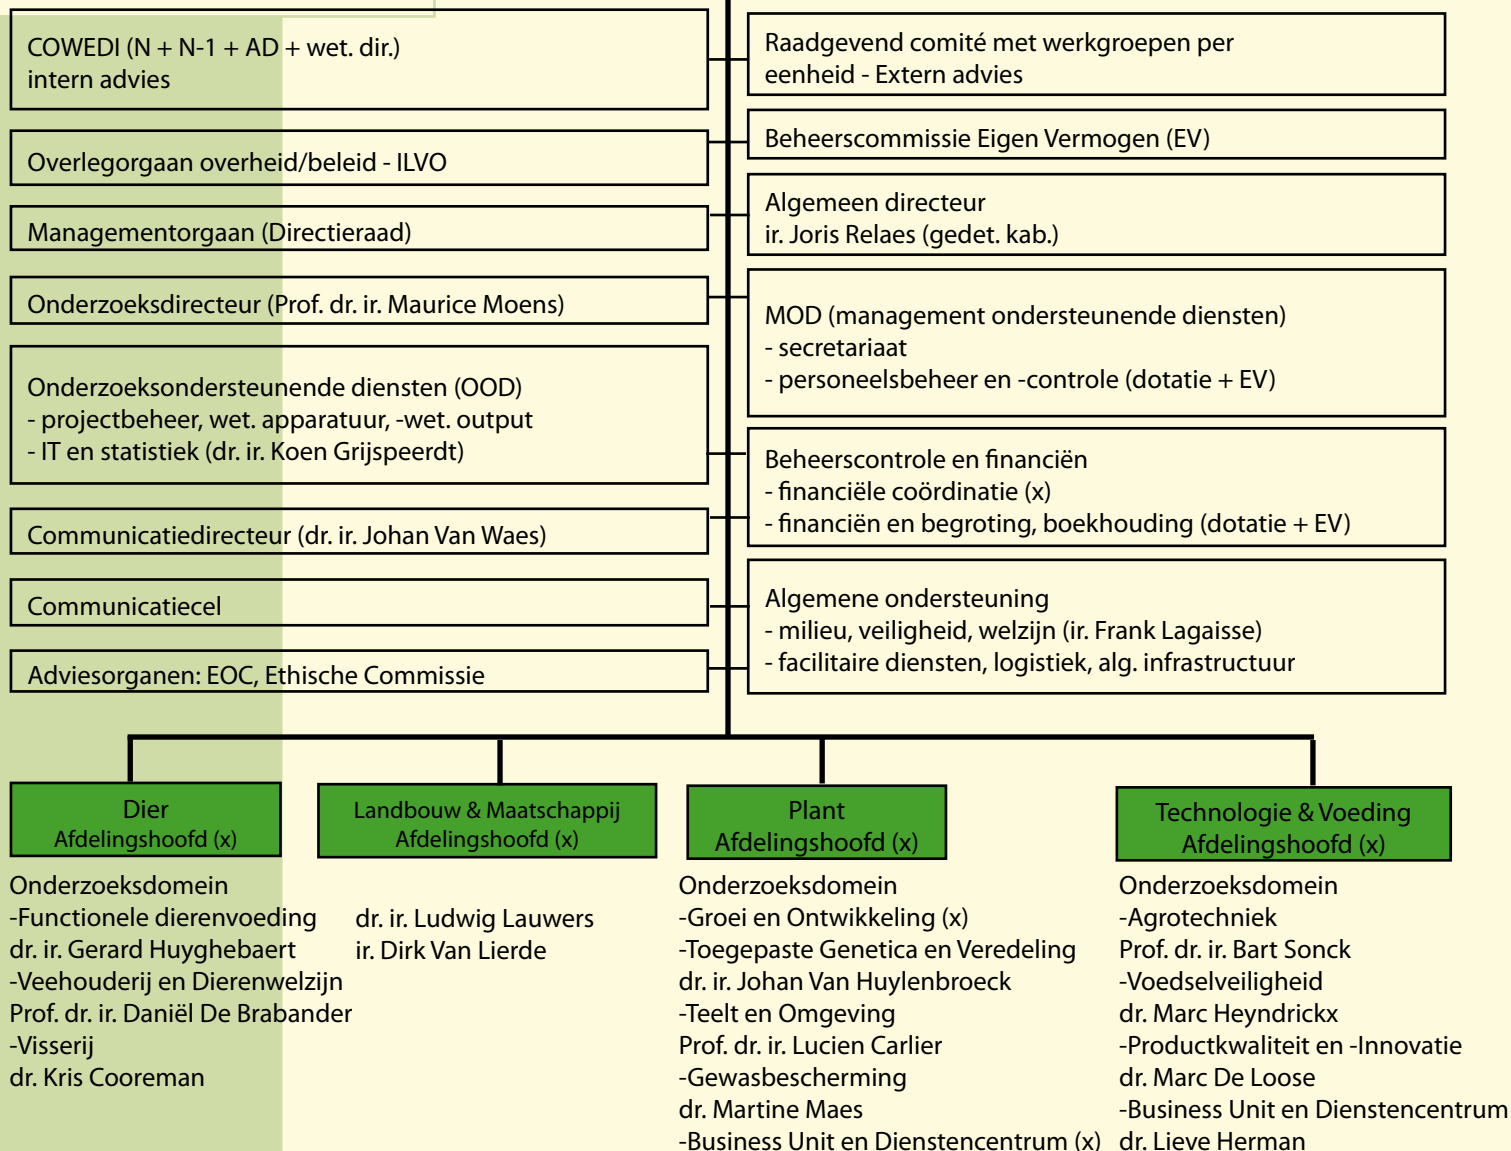 COWEDI (N + N-1 + AD + wet. dir.)
intern advies
Overlegorgaan overheid/beleid - ILVO
Managementorgaan (Directieraad)
Onderzoeksdirecteur (Prof. dr. ir. Maurice Moens)
Onderzoeksondersteunende diensten (OOD)
- projectbeheer, wet. apparatuur, -wet. output
- IT en statistiek (dr. ir. Koen Grijspeerdt)
Communicatiedirecteur (dr. ir. Johan Van Waes)
Communicatiecel
Adviesorganen: EOC, Ethische Commissie
Raadgevend comité met werkgroepen per
eenheid - Extern advies
Beheerscommissie Eigen Vermogen (EV)
Algemeen directeur
ir. Joris Relaes (gedet. kab.)
MOD (management ondersteunende diensten)
- secretariaat
- personeelsbeheer en -controle (dotatie + EV)
Beheerscontrole en financiën
- financiële coördinatie (x)
- financiën en begroting, boekhouding (dotatie + EV)
Algemene ondersteuning
- milieu, veiligheid, welzijn (ir. Frank Lagaisse)
- facilitaire diensten, logistiek, alg. infrastructuur
Dier
Afdelingshoofd (x)
Onderzoeksdomein
-Functionele dierenvoeding
dr. ir. Gerard Huyghebaert
-Veehouderij en Dierenwelzijn
Prof. dr. ir. Daniël De Brabander
-Visserij
dr. Kris Cooreman
Landbouw & Maatschappij
Afdelingshoofd (x)
dr. ir. Ludwig Lauwers
ir. Dirk Van Lierde
Plant
Afdelingshoofd (x)
Onderzoeksdomein
-Groei en Ontwikkeling (x)
-Toegepaste Genetica en Veredeling
dr. ir. Johan Van Huylenbroeck
-Teelt en Omgeving
Prof. dr. ir. Lucien Carlier
-Gewasbescherming
dr. Martine Maes
-Business Unit en Dienstencentrum (x)
Technologie & Voeding
Afdelingshoofd (x)
Onderzoeksdomein
-Agrotechniek
Prof. dr. ir. Bart Sonck
-Voedselveiligheid
dr. Marc Heyndrickx
-Productkwaliteit en -Innovatie
dr. Marc De Loose
-Business Unit en Dienstencentrum
dr. Lieve Herman